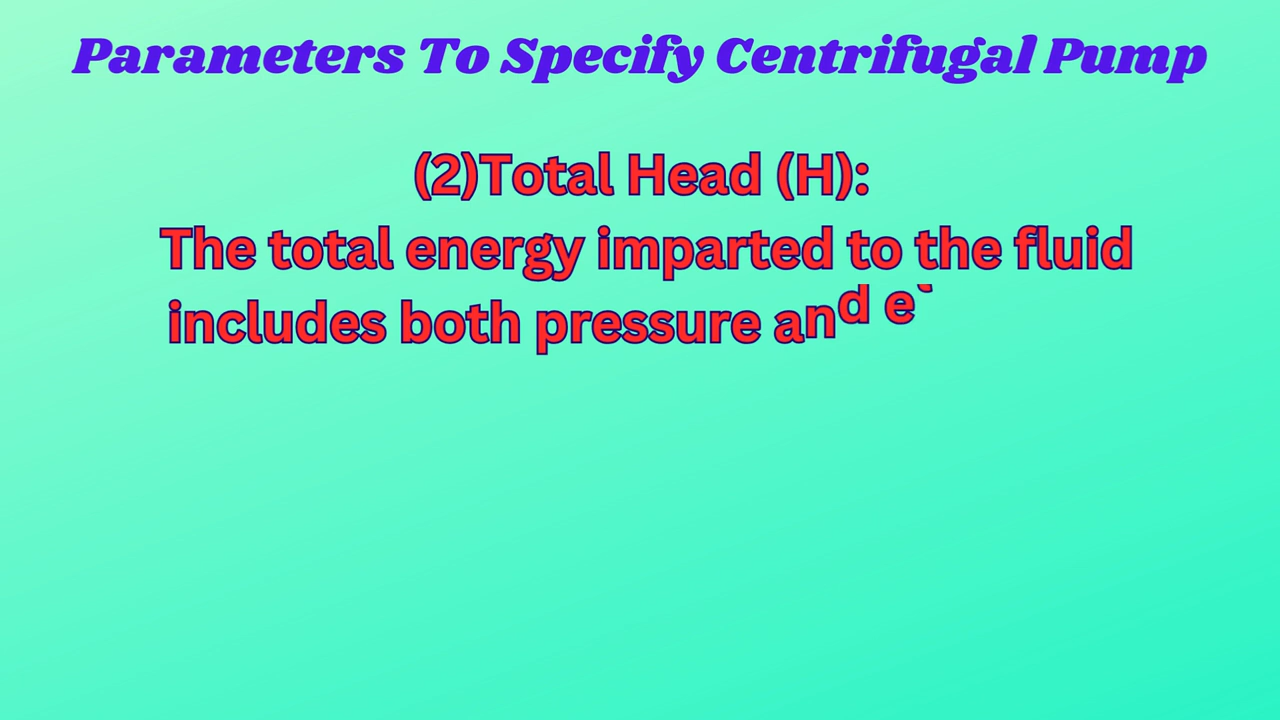 Parameters To Specify Centrifugal Pump
(2)Total Head (H):
The total energy imparted to the fluid
includes both pressure and